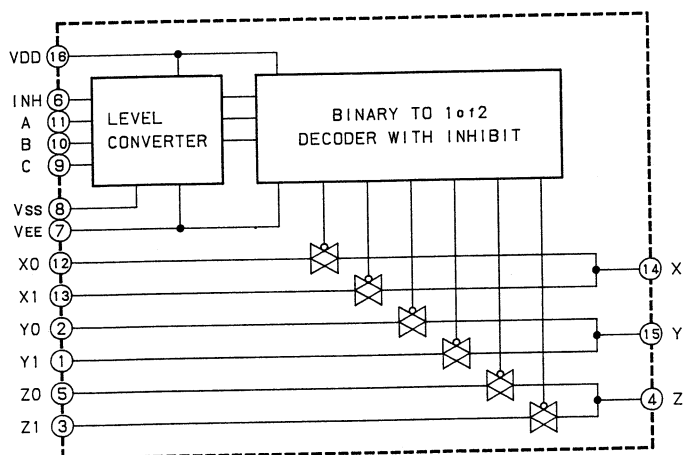 VDD 16
INH 6
A 11
B 10
C 9
LEVEL
CONVERTER
BINARY TO 1of2
DECODER WITH INHIBIT
VSS 8
VEE 7
X0 12
14 X
X1 13
Y0 2
15 Y
Y1 1
Z0 5
4 Z
Z1 3